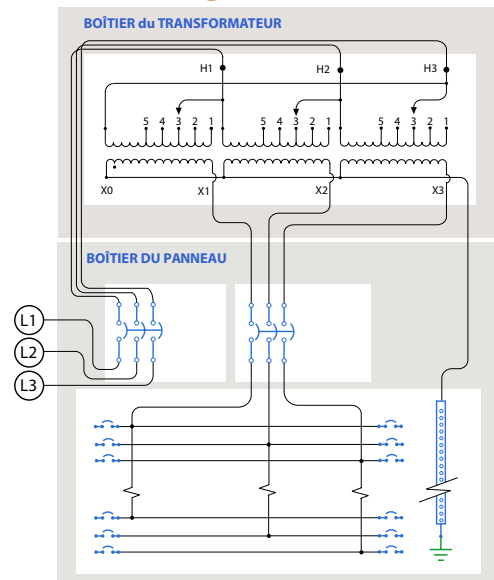 BOÎTIER du TRANSFORMATEUR
H1 H2 H3
5 4 3 2 1 5 4 3 2 1 5 4 3 2 1
X0 X1 X2 X3
BOÎTIER DU PANNEAU
L1
L2
L3